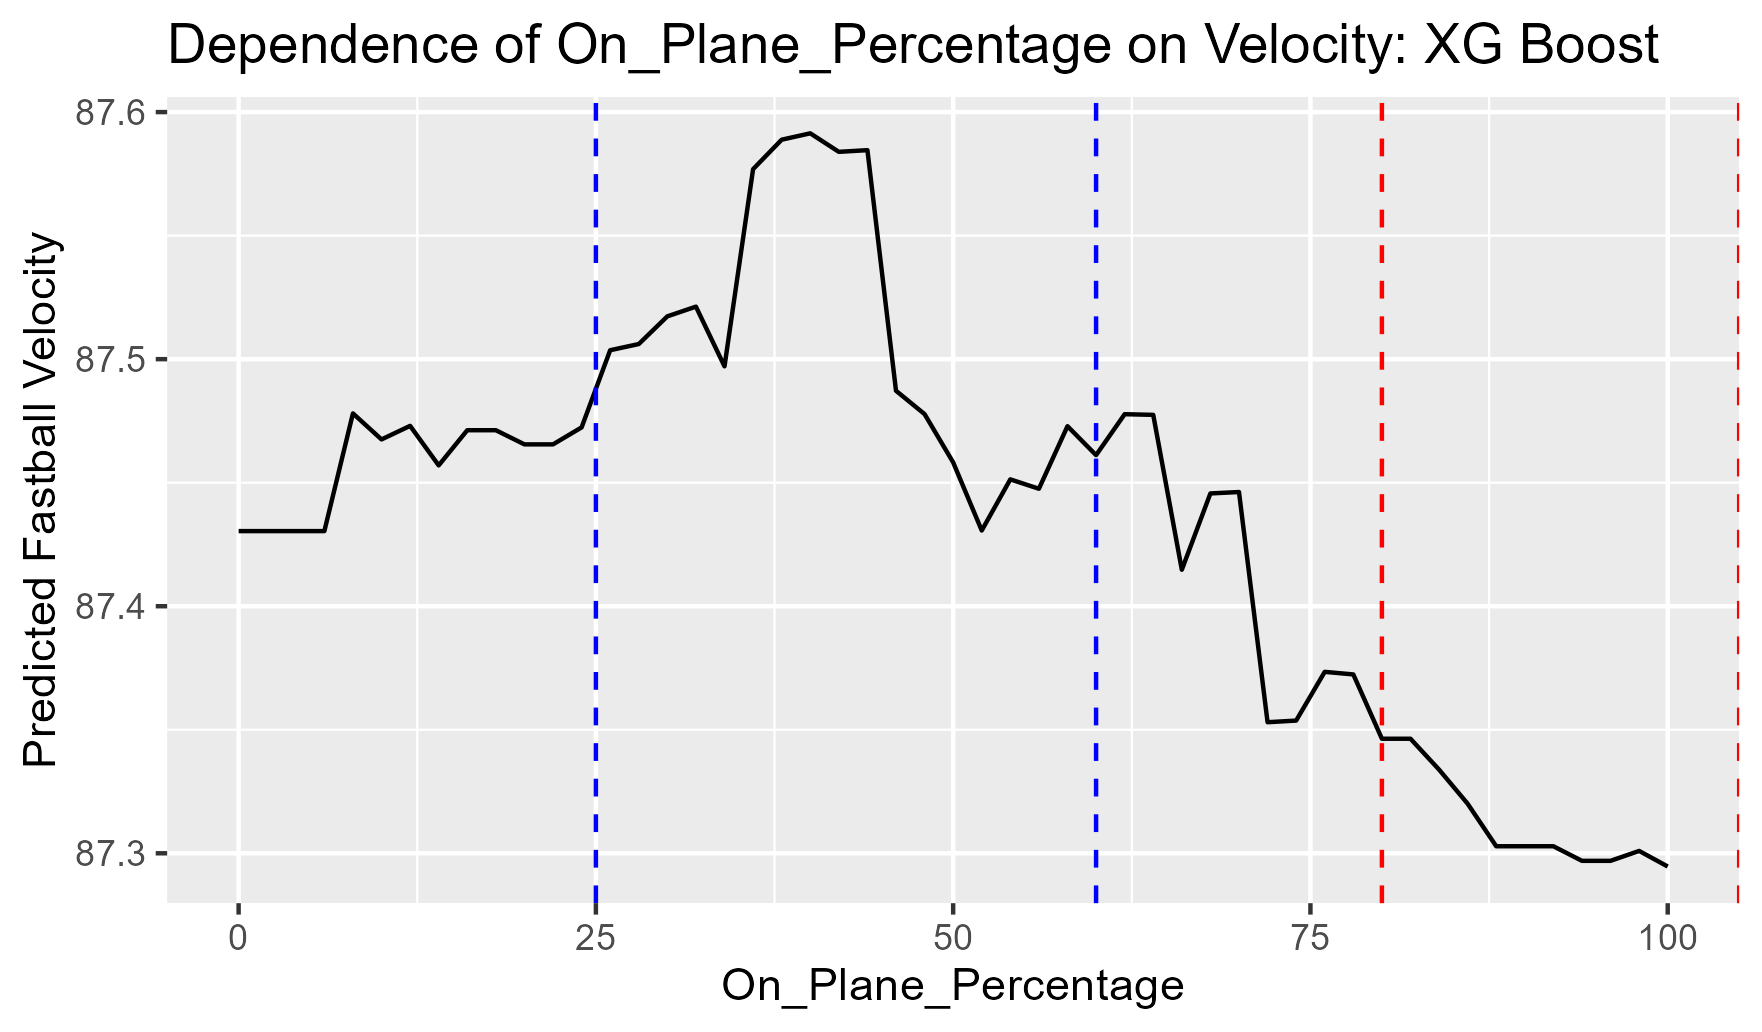 Dependence of On_Plane_Percentage on Velocity: XG Boost
Predicted Fastball Velocity
87.6
87.5
87.4
87.3
0 25 50 75 100
On_Plane_Percentage